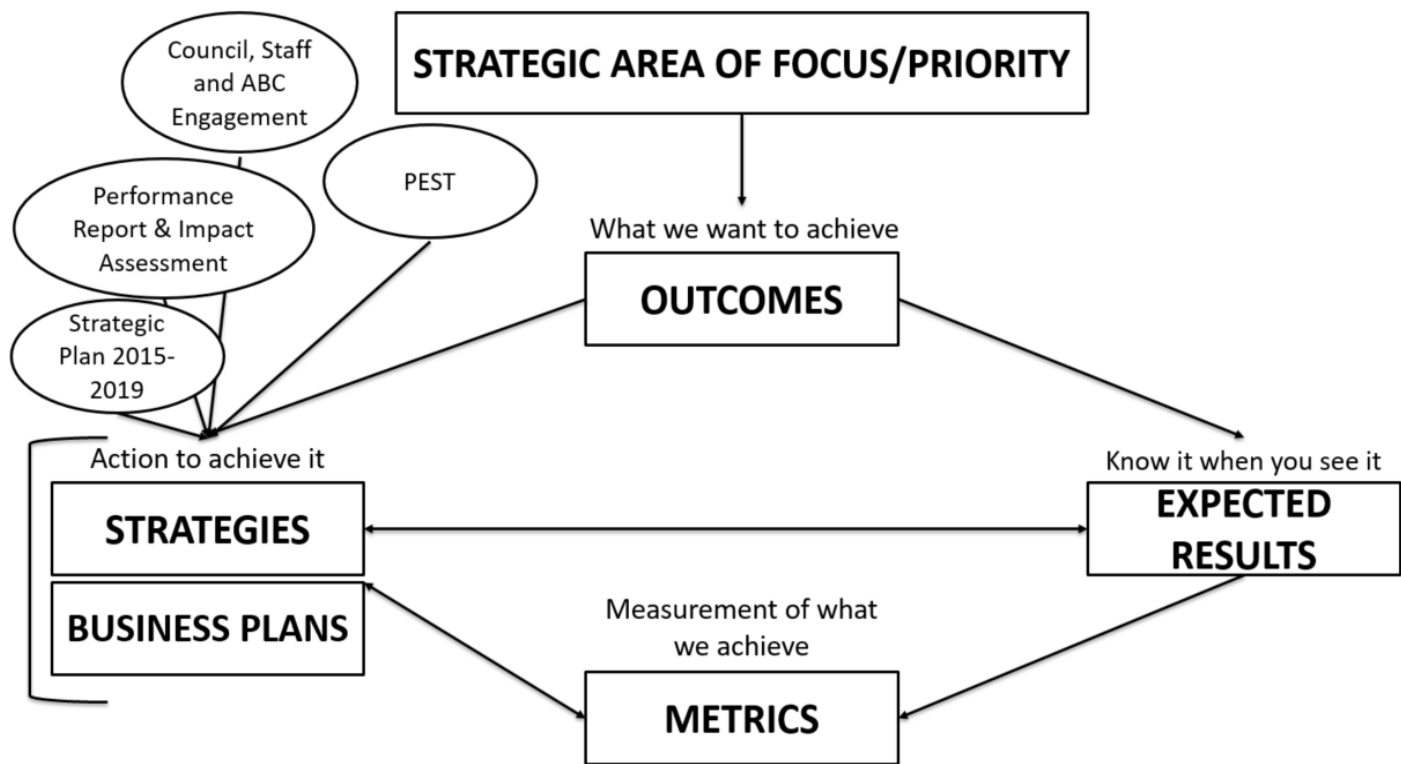 Council, Staff
and ABC
Engagement
STRATEGIC AREA OF FOCUS/PRIORITY
PEST
Performance
Report & Impact
Assessment
What we want to achieve
OUTCOMES
Strategic
Plan 2015-
2019
Action to achieve it
STRATEGIES
BUSINESS PLANS
Know it when you see it
EXPECTED
RESULTS
Measurement of what
we achieve
METRICS